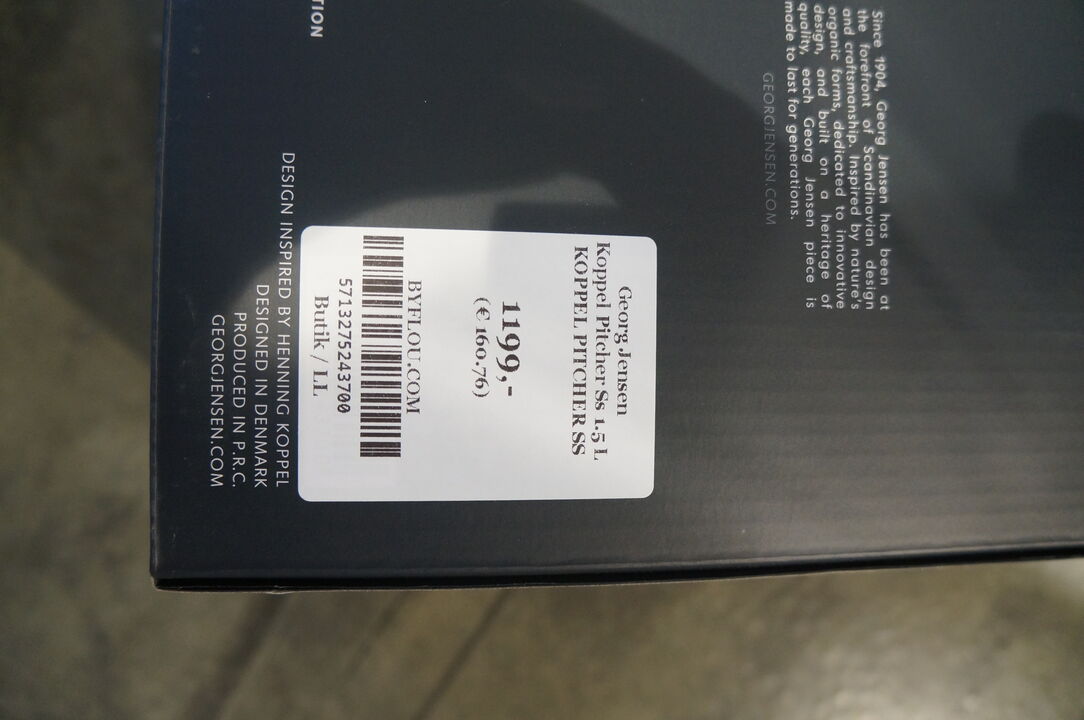 TION
Since 1904, Georg Jensen has been at
the forefront of Scandinavian design
and craftsmanship. Inspired by nature's
organic forms, dedicated to innovative
design, and built on a heritage of
quality, each Georg Jensen piece is
made to last for generations.
GEORGJENSEN.COM
Georg Jensen
Koppel Pitcher Ss 1.5 L
KOPPEL PITCHER SS
1199,-
(€ 160.76)
BYFLOU.COM
5713275243700
Butik / LL
DESIGN INSPIRED BY HENNING KOPPEL
DESIGNED IN DENMARK
PRODUCED IN P.R.C.
GEORGJENSEN.COM